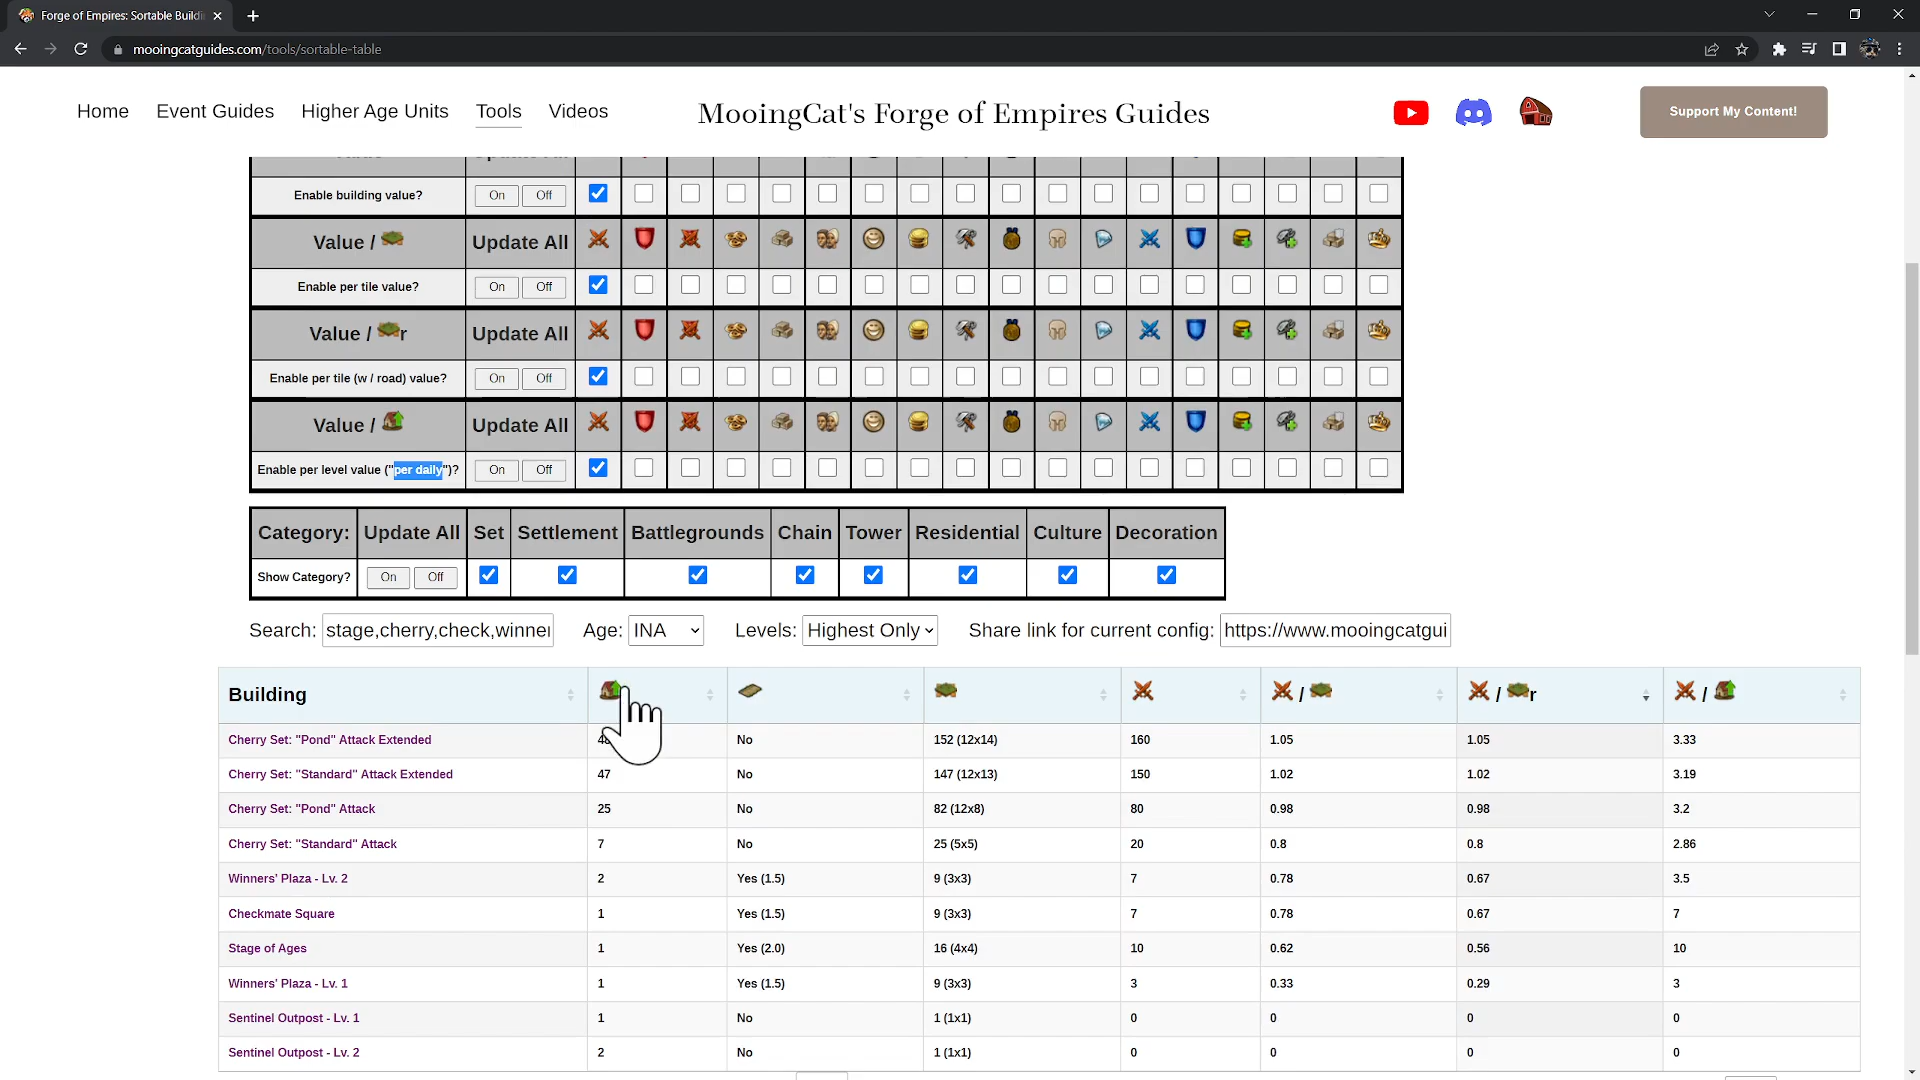 Forge of Empires: Sortable Buildi
mooingcatguides.com/tools/sortable-table
Home Event Guides Higher Age Units Tools Videos MooingCat's Forge of Empires Guides Support My Content!
Enable building value? On Off
Value / Update All
Enable per tile value? On Off
Value / r Update All
Enable per tile (w / road) value? On Off
Value / Update All
Enable per level value ("per daily")? On Off
Category: Update All Set Settlement Battlegrounds Chain Tower Residential Culture Decoration
Show Category? On Off
Search: stage,cherry,check,winner Age: INA Levels: Highest Only Share link for current config: https://www.mooingcatgui
Building / / r /
Cherry Set: "Pond" Attack Extended No 152 (12x14) 160 1.05 1.05 3.33
Cherry Set: "Standard" Attack Extended 47 No 147 (12x13) 150 1.02 1.02 3.19
Cherry Set: "Pond" Attack 25 No 82 (12x8) 80 0.98 0.98 3.2
Cherry Set: "Standard" Attack 7 No 25 (5x5) 20 0.8 0.8 2.86
Winners' Plaza - Lv. 2 2 Yes (1.5) 9 (3x3) 7 0.78 0.67 3.5
Checkmate Square 1 Yes (1.5) 9 (3x3) 7 0.78 0.67 7
Stage of Ages 1 Yes (2.0) 16 (4x4) 10 0.62 0.56 10
Winners' Plaza - Lv. 1 1 Yes (1.5) 9 (3x3) 3 0.33 0.29 3
Sentinel Outpost - Lv. 1 1 No 1 (1x1) 0 0 0 0
Sentinel Outpost - Lv. 2 2 No 1 (1x1) 0 0 0 0